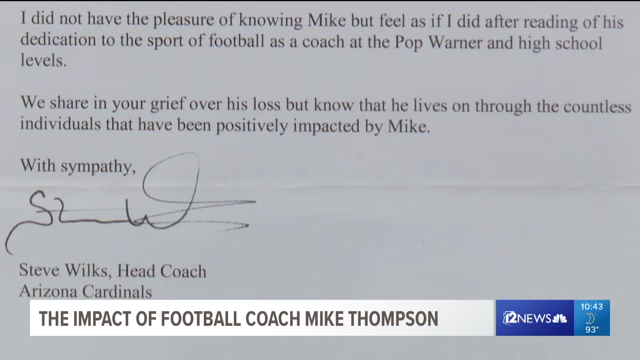 I did not have the pleasure of knowing Mike but feel as if I did after reading of his
dedication to the sport of football as a coach at the Pop Warner and high school
levels.
We share in your grief over his loss but know that he lives on through the countless
individuals that have been positively impacted by Mike.
With sympathy,
Steve Wilks, Head Coach
Arizona Cardinals
THE IMPACT OF FOOTBALL COACH MIKE THOMPSON
12NEWS
10:43
93°